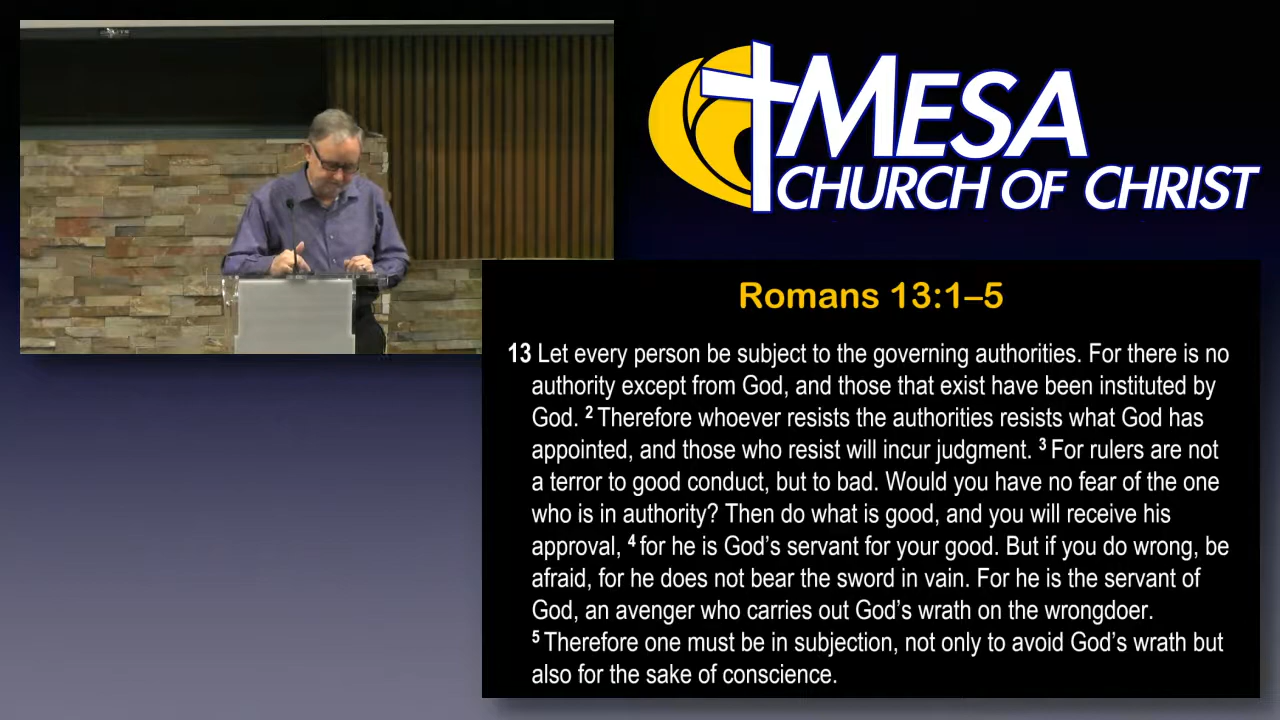 MESA
CHURCH OF CHRIST
Romans 13:1–5
13 Let every person be subject to the governing authorities. For there is no
authority except from God, and those that exist have been instituted by
God. 2 Therefore whoever resists the authorities resists what God has
appointed, and those who resist will incur judgment. 3 For rulers are not
a terror to good conduct, but to bad. Would you have no fear of the one
who is in authority? Then do what is good, and you will receive his
approval, 4 for he is God’s servant for your good. But if you do wrong, be
afraid, for he does not bear the sword in vain. For he is the servant of
God, an avenger who carries out God’s wrath on the wrongdoer.
5 Therefore one must be in subjection, not only to avoid God’s wrath but
also for the sake of conscience.